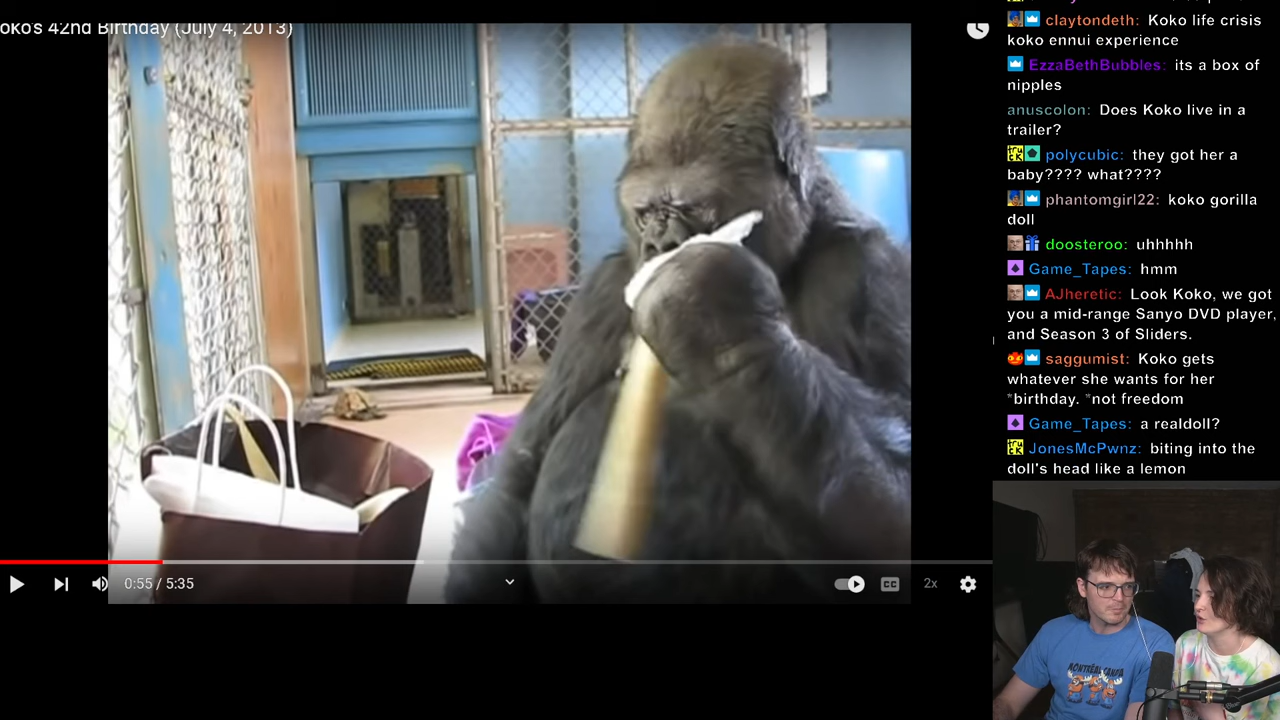 oko's 42nd Birthday (July 4, 2013)
claytondeth: Koko life crisis
koko ennui experience
EzzaBethBubbles: its a box of
nipples
anuscolon: Does Koko live in a
trailer?
polycubic: they got her a
baby???? what????
phantomgirl22: koko gorilla
doll
doosteroo: uhhhhh
Game_Tapes: hmm
AJheretic: Look Koko, we got
you a mid-range Sanyo DVD player,
and Season 3 of Sliders.
saggumist: Koko gets
whatever she wants for her
*birthday. *not freedom
Game_Tapes: a realdoll?
JonesMcPwnz: biting into the
doll's head like a lemon
0:55 / 5:35
CC
2x
MONTRÉAL CANADA